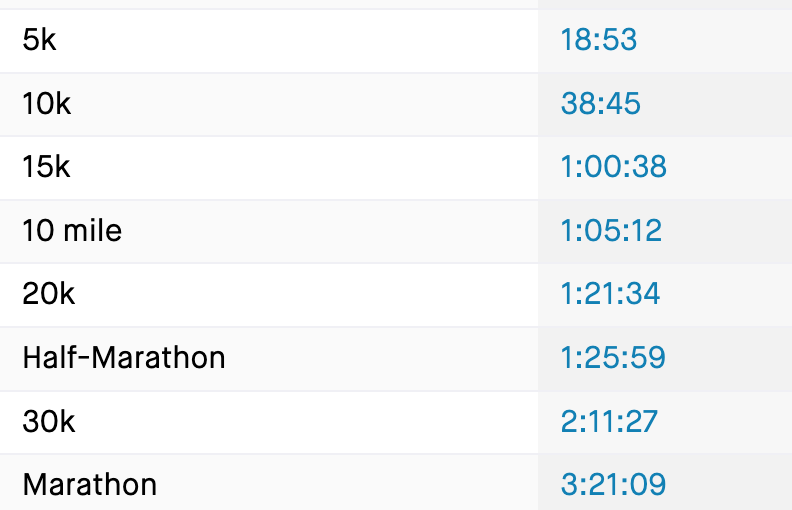 5k 18:53
10k 38:45
15k 1:00:38
10 mile 1:05:12
20k 1:21:34
Half-Marathon 1:25:59
30k 2:11:27
Marathon 3:21:09